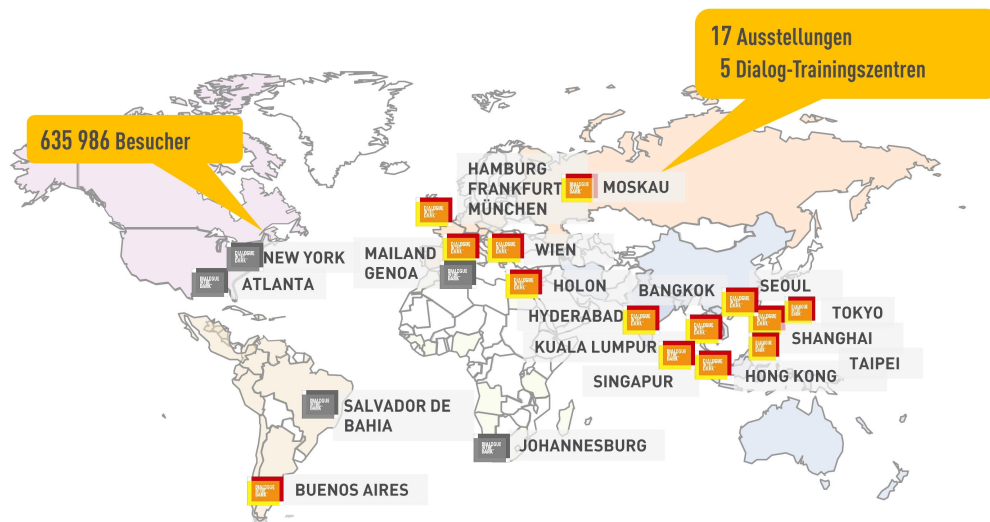 17 Ausstellungen
5 Dialog-Trainingszentren
635 986 Besucher
HAMBURG
FRANKFURT
MÜNCHEN
MOSKAU
NEW YORK
ATLANTA
MAILAND
GENOA
WIEN
HOLON
BANGKOK
SEOUL
HYDERABAD
TOKYO
KUALA LUMPUR
SHANGHAI
TAIPEI
SINGAPUR
HONG KONG
SALVADOR DE
BAHIA
JOHANNESBURG
BUENOS AIRES